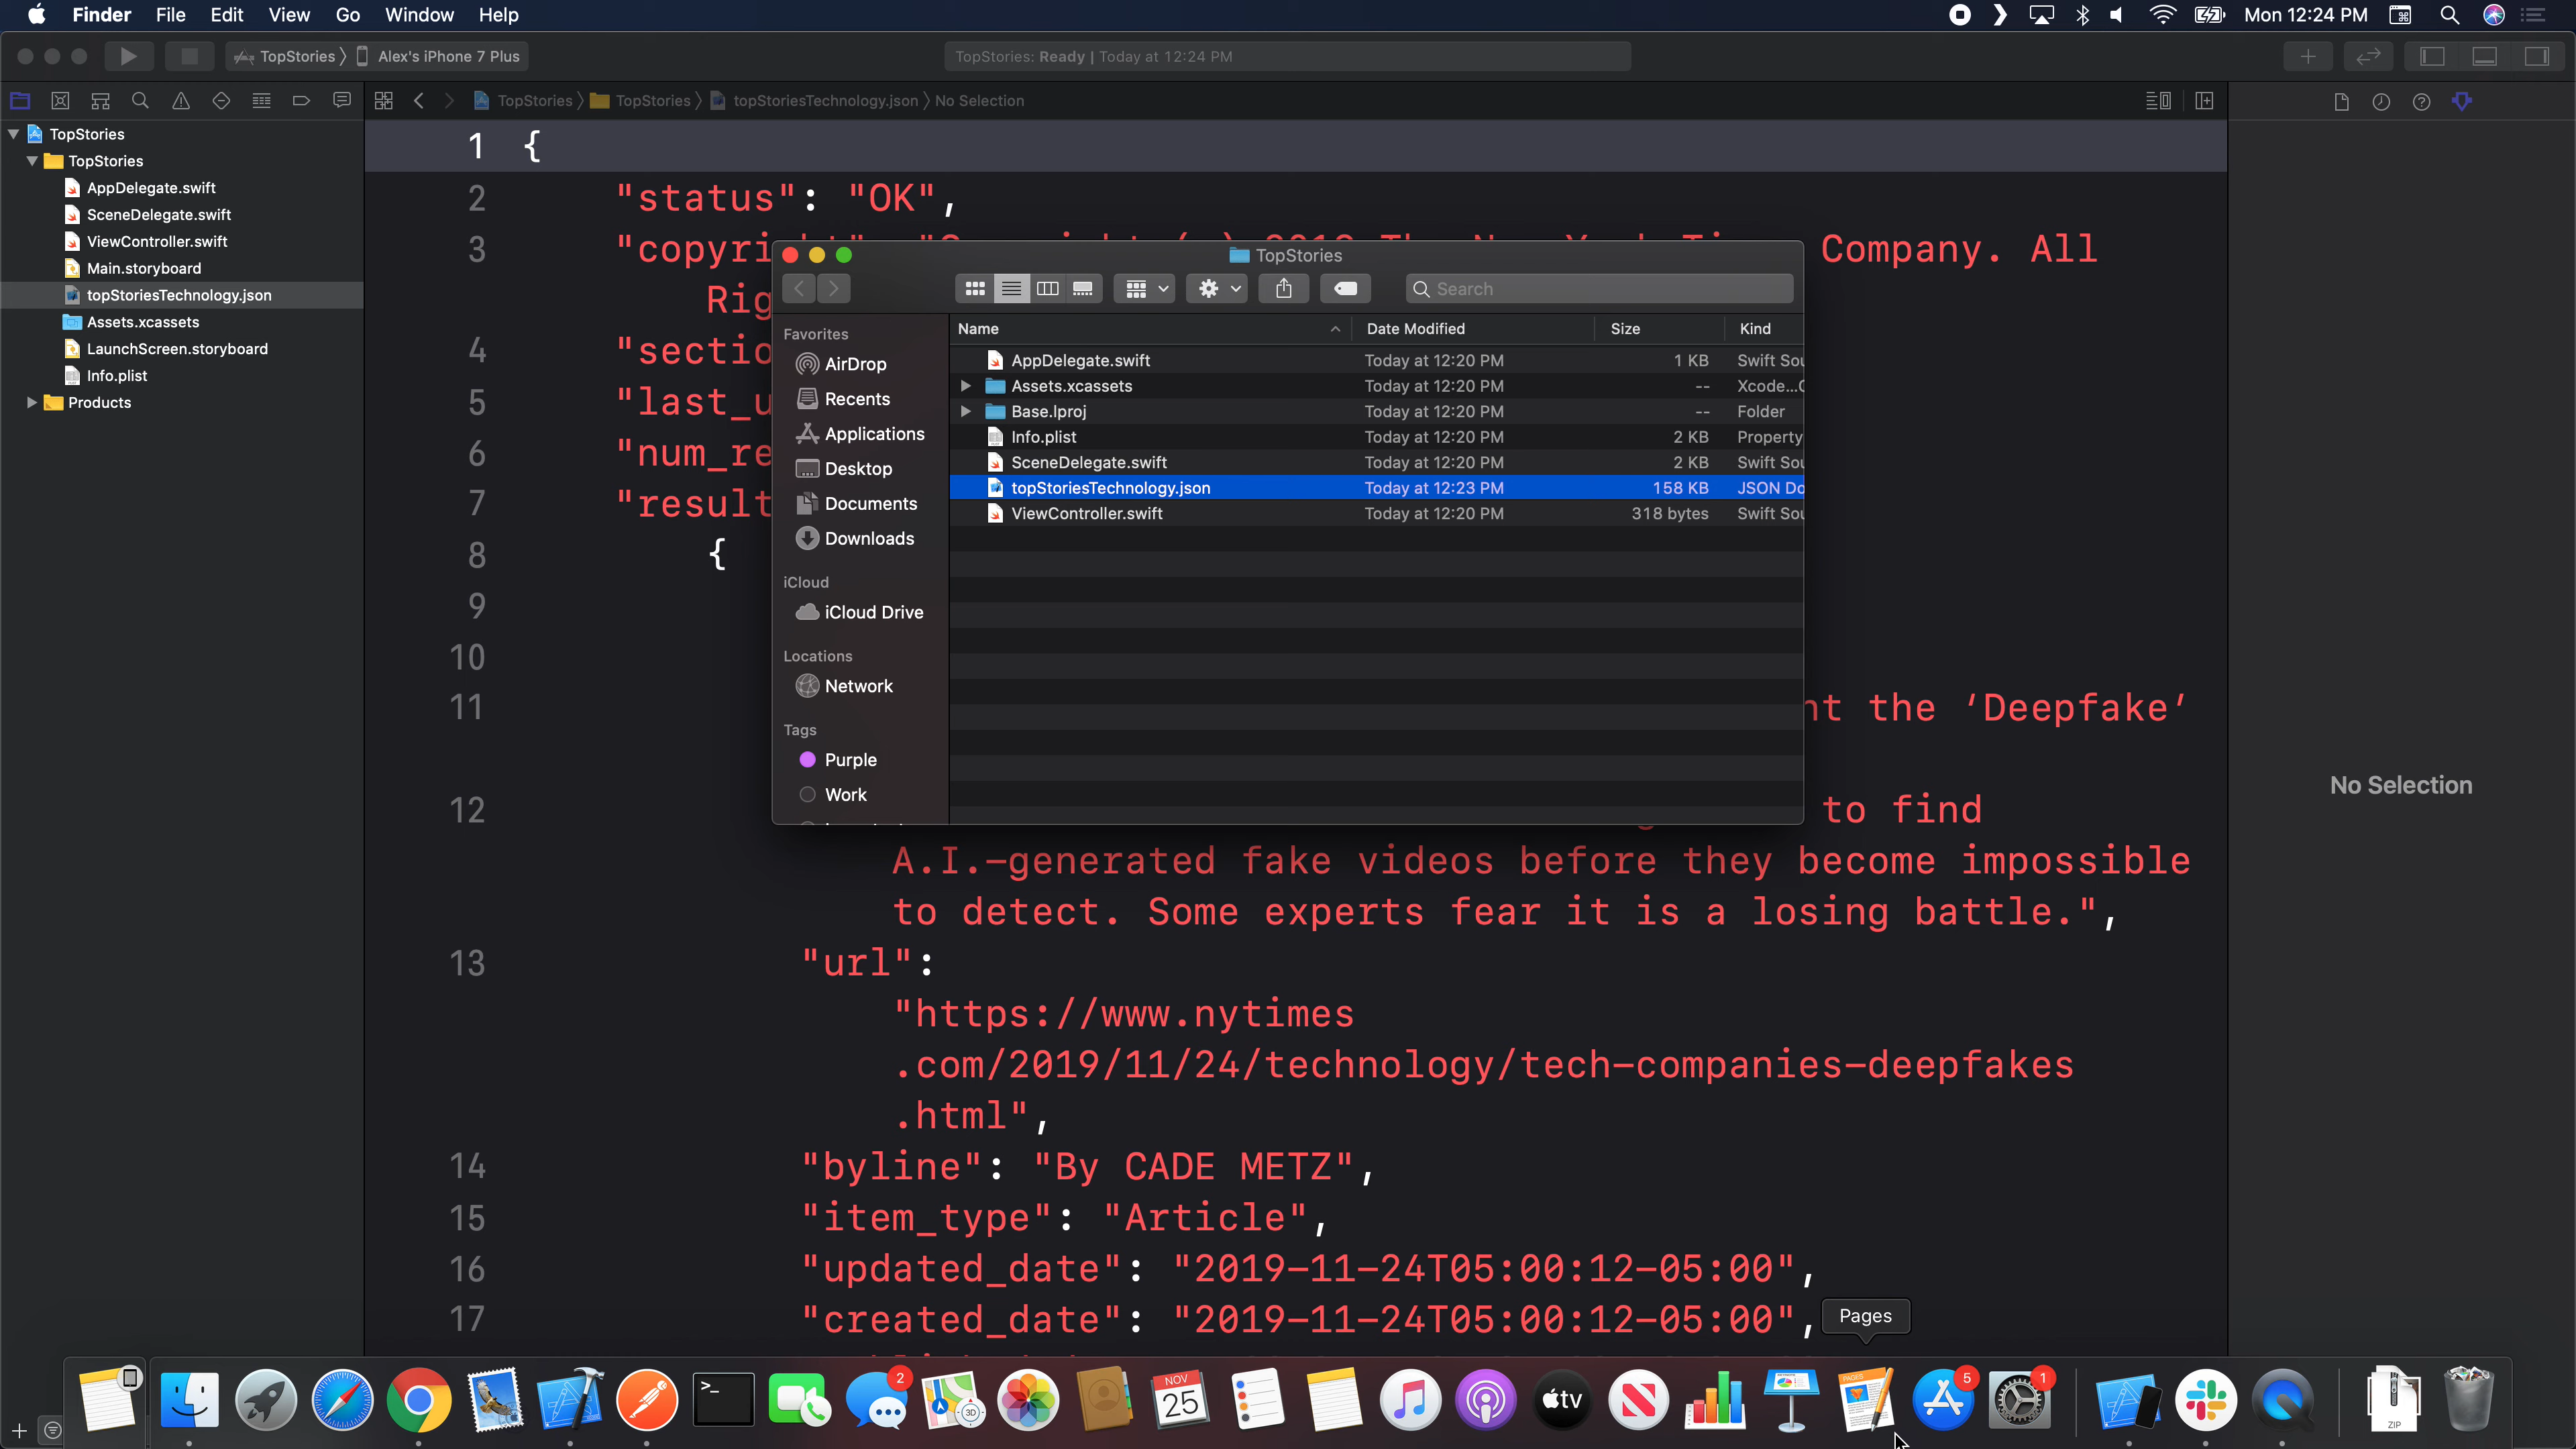 Finder File Edit View Go Window Help Mon 12:24 PM
TopStories Alex's iPhone 7 Plus TopStories: Ready | Today at 12:24 PM
TopStories TopStories topStoriesTechnology.json No Selection
TopStories
TopStories
AppDelegate.swift
SceneDelegate.swift
ViewController.swift
Main.storyboard
topStoriesTechnology.json
Assets.xcassets
LaunchScreen.storyboard
Info.plist
Products
1 {
2 "status": "OK",
3 Company. All
4 "sectio
5 "last_u
6 "num_re
7 "result
8 {
9
10
11 the ‘Deepfake’
12 to find
A.I.-generated fake videos before they become impossible
to detect. Some experts fear it is a losing battle.",
13 "url":
"https://www.nytimes
.com/2019/11/24/technology/tech-companies-deepfakes
.html",
14 "byline": "By CADE METZ",
15 "item_type": "Article",
16 "updated_date": "2019-11-24T05:00:12-05:00",
17 "created_date": "2019-11-24T05:00:12-05:00",
TopStories
Search
Favorites
AirDrop
Recents
Applications
Desktop
Documents
Downloads
iCloud
iCloud Drive
Locations
Network
Tags
Purple
Work
Name Date Modified Size Kind
AppDelegate.swift Today at 12:20 PM 1 KB Swift Sou
Assets.xcassets Today at 12:20 PM -- Xcode...C
Base.lproj Today at 12:20 PM -- Folder
Info.plist Today at 12:20 PM 2 KB Property
SceneDelegate.swift Today at 12:20 PM 2 KB Swift Sou
topStoriesTechnology.json Today at 12:23 PM 158 KB JSON Do
ViewController.swift Today at 12:20 PM 318 bytes Swift Sou
No Selection
Pages
2
3D
NOV
25
tv
PAGES
5
1
ZIP